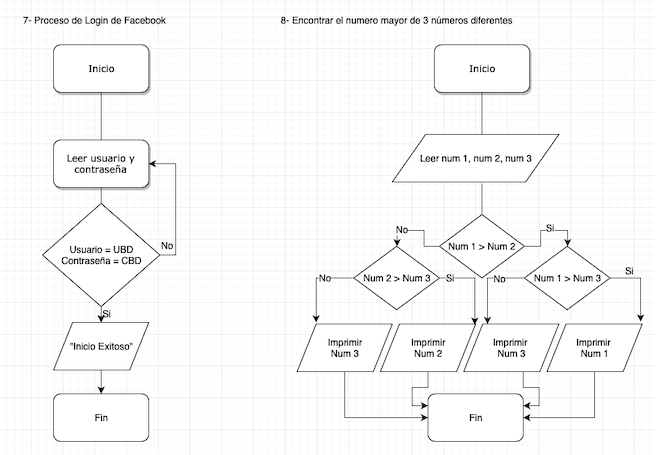 7- Proceso de Login de Facebook
Inicio
Leer usuario y
contraseña
Usuario = UBD
Contraseña = CBD
No
Si
"Inicio Exitoso"
Fin
8- Encontrar el numero mayor de 3 números diferentes
Inicio
Leer num 1, num 2, num 3
Num 1 > Num 2
No
Si
Num 2 > Num 3
No
Si
Num 1 > Num 3
No
Si
Imprimir
Num 3
Imprimir
Num 2
Imprimir
Num 3
Imprimir
Num 1
Fin